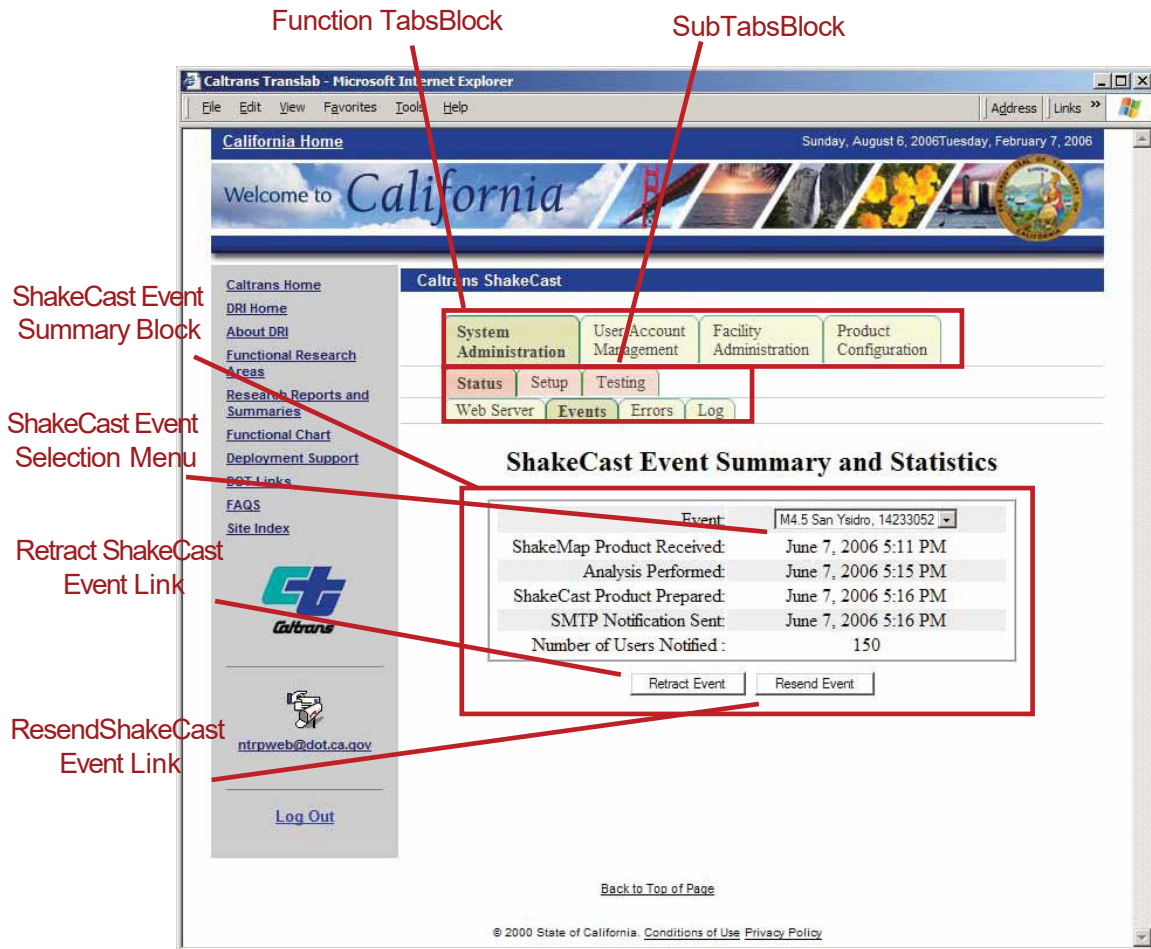 Function TabsBlock
SubTabsBlock
Caltrans Translab - Microsoft Internet Explorer
File Edit View Favorites Tools Help
Address Links »
California Home
Sunday, August 6, 2006Tuesday, February 7, 2006
Welcome to California
ShakeCast Event
Summary Block
ShakeCast Event
Selection Menu
Retract ShakeCast
Event Link
ResendShakeCast
Event Link
Caltrans Home
DRI Home
About DRI
Functional Research
Areas
Research Reports and
Summaries
Functional Chart
Deployment Support
DOT Links
FAQS
Site Index
Caltrans
ntrpweb@dot.ca.gov
Log Out
Caltrans ShakeCast
System
Administration
User Account
Management
Facility
Administration
Product
Configuration
Status Setup Testing
Web Server Events Errors Log
ShakeCast Event Summary and Statistics
Event: M4.5 San Ysidro, 14233052
ShakeMap Product Received: June 7, 2006 5:11 PM
Analysis Performed: June 7, 2006 5:15 PM
ShakeCast Product Prepared: June 7, 2006 5:16 PM
SMTP Notification Sent: June 7, 2006 5:16 PM
Number of Users Notified : 150
Retract Event Resend Event
Back to Top of Page
© 2000 State of California. Conditions of Use Privacy Policy